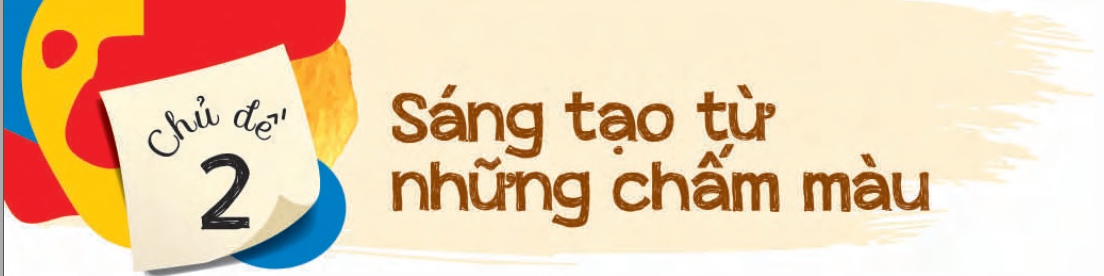 Chủ đề
2
Sáng tạo từ
những chấm màu